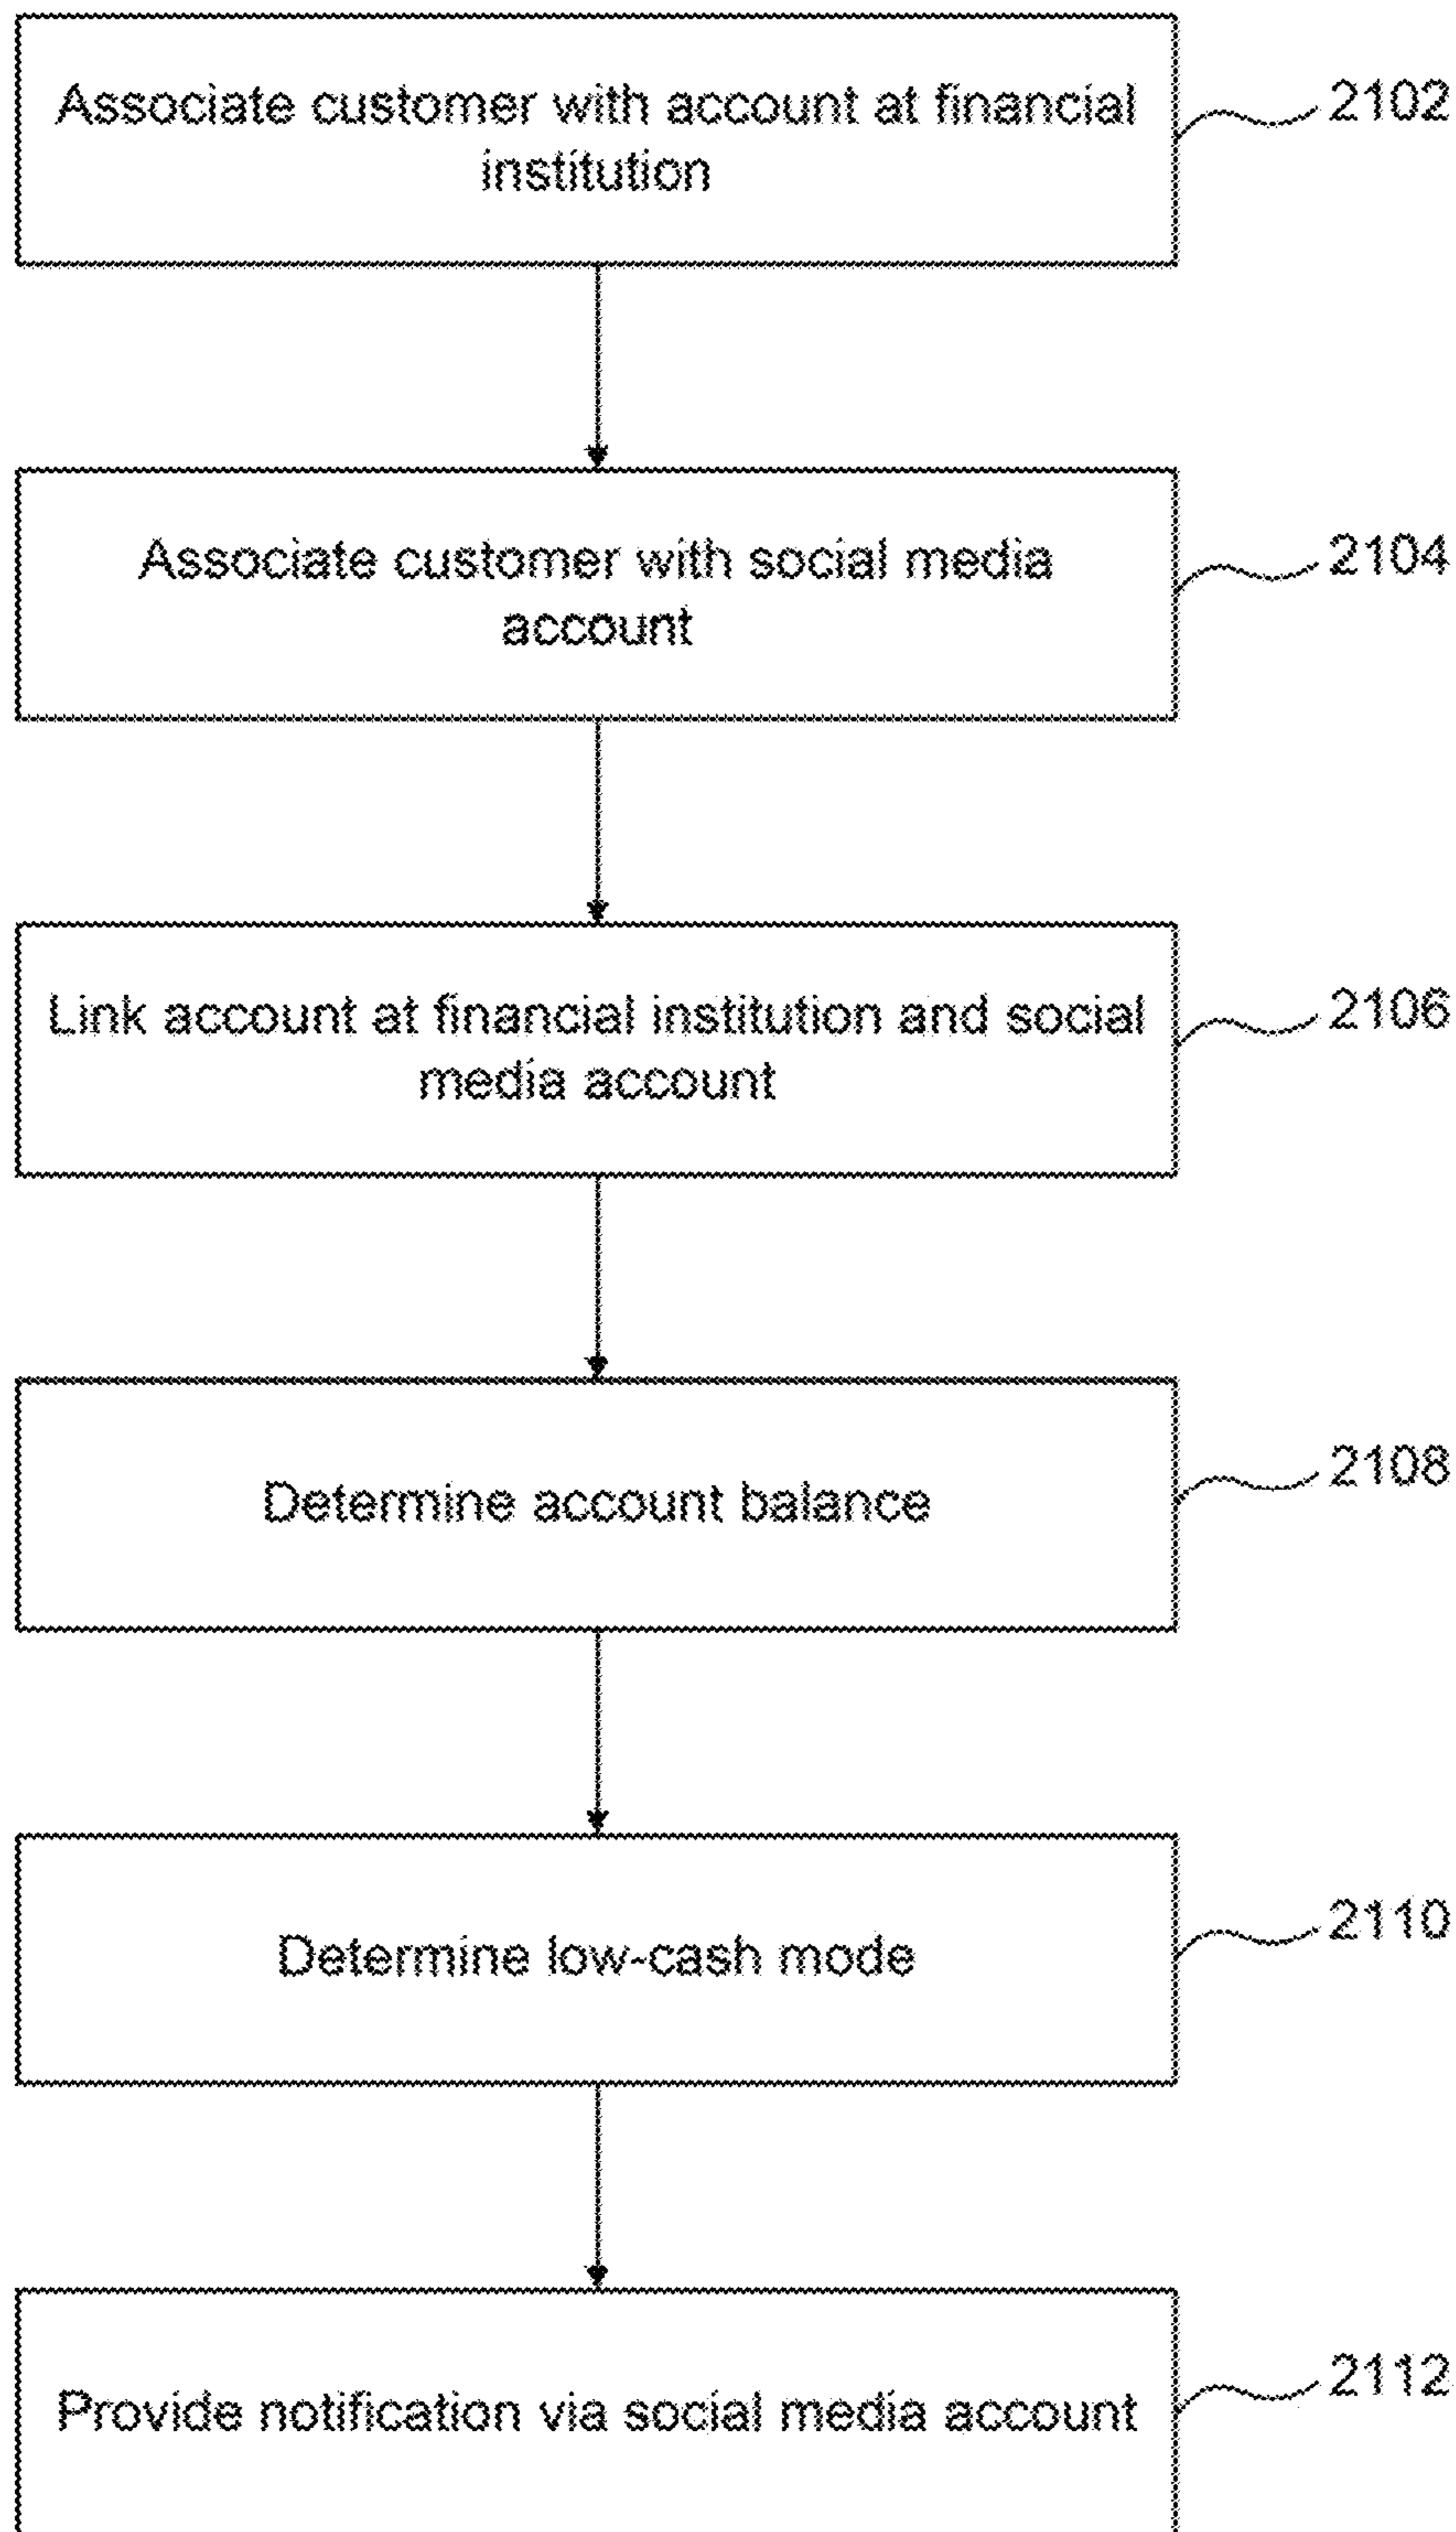 Associate customer with account at financial
institution
2102
Associate customer with social media
account
2104
Link account at financial institution and social
media account
2106
Determine account balance
2108
Determine low-cash mode
2110
Provide notification via social media account
2112